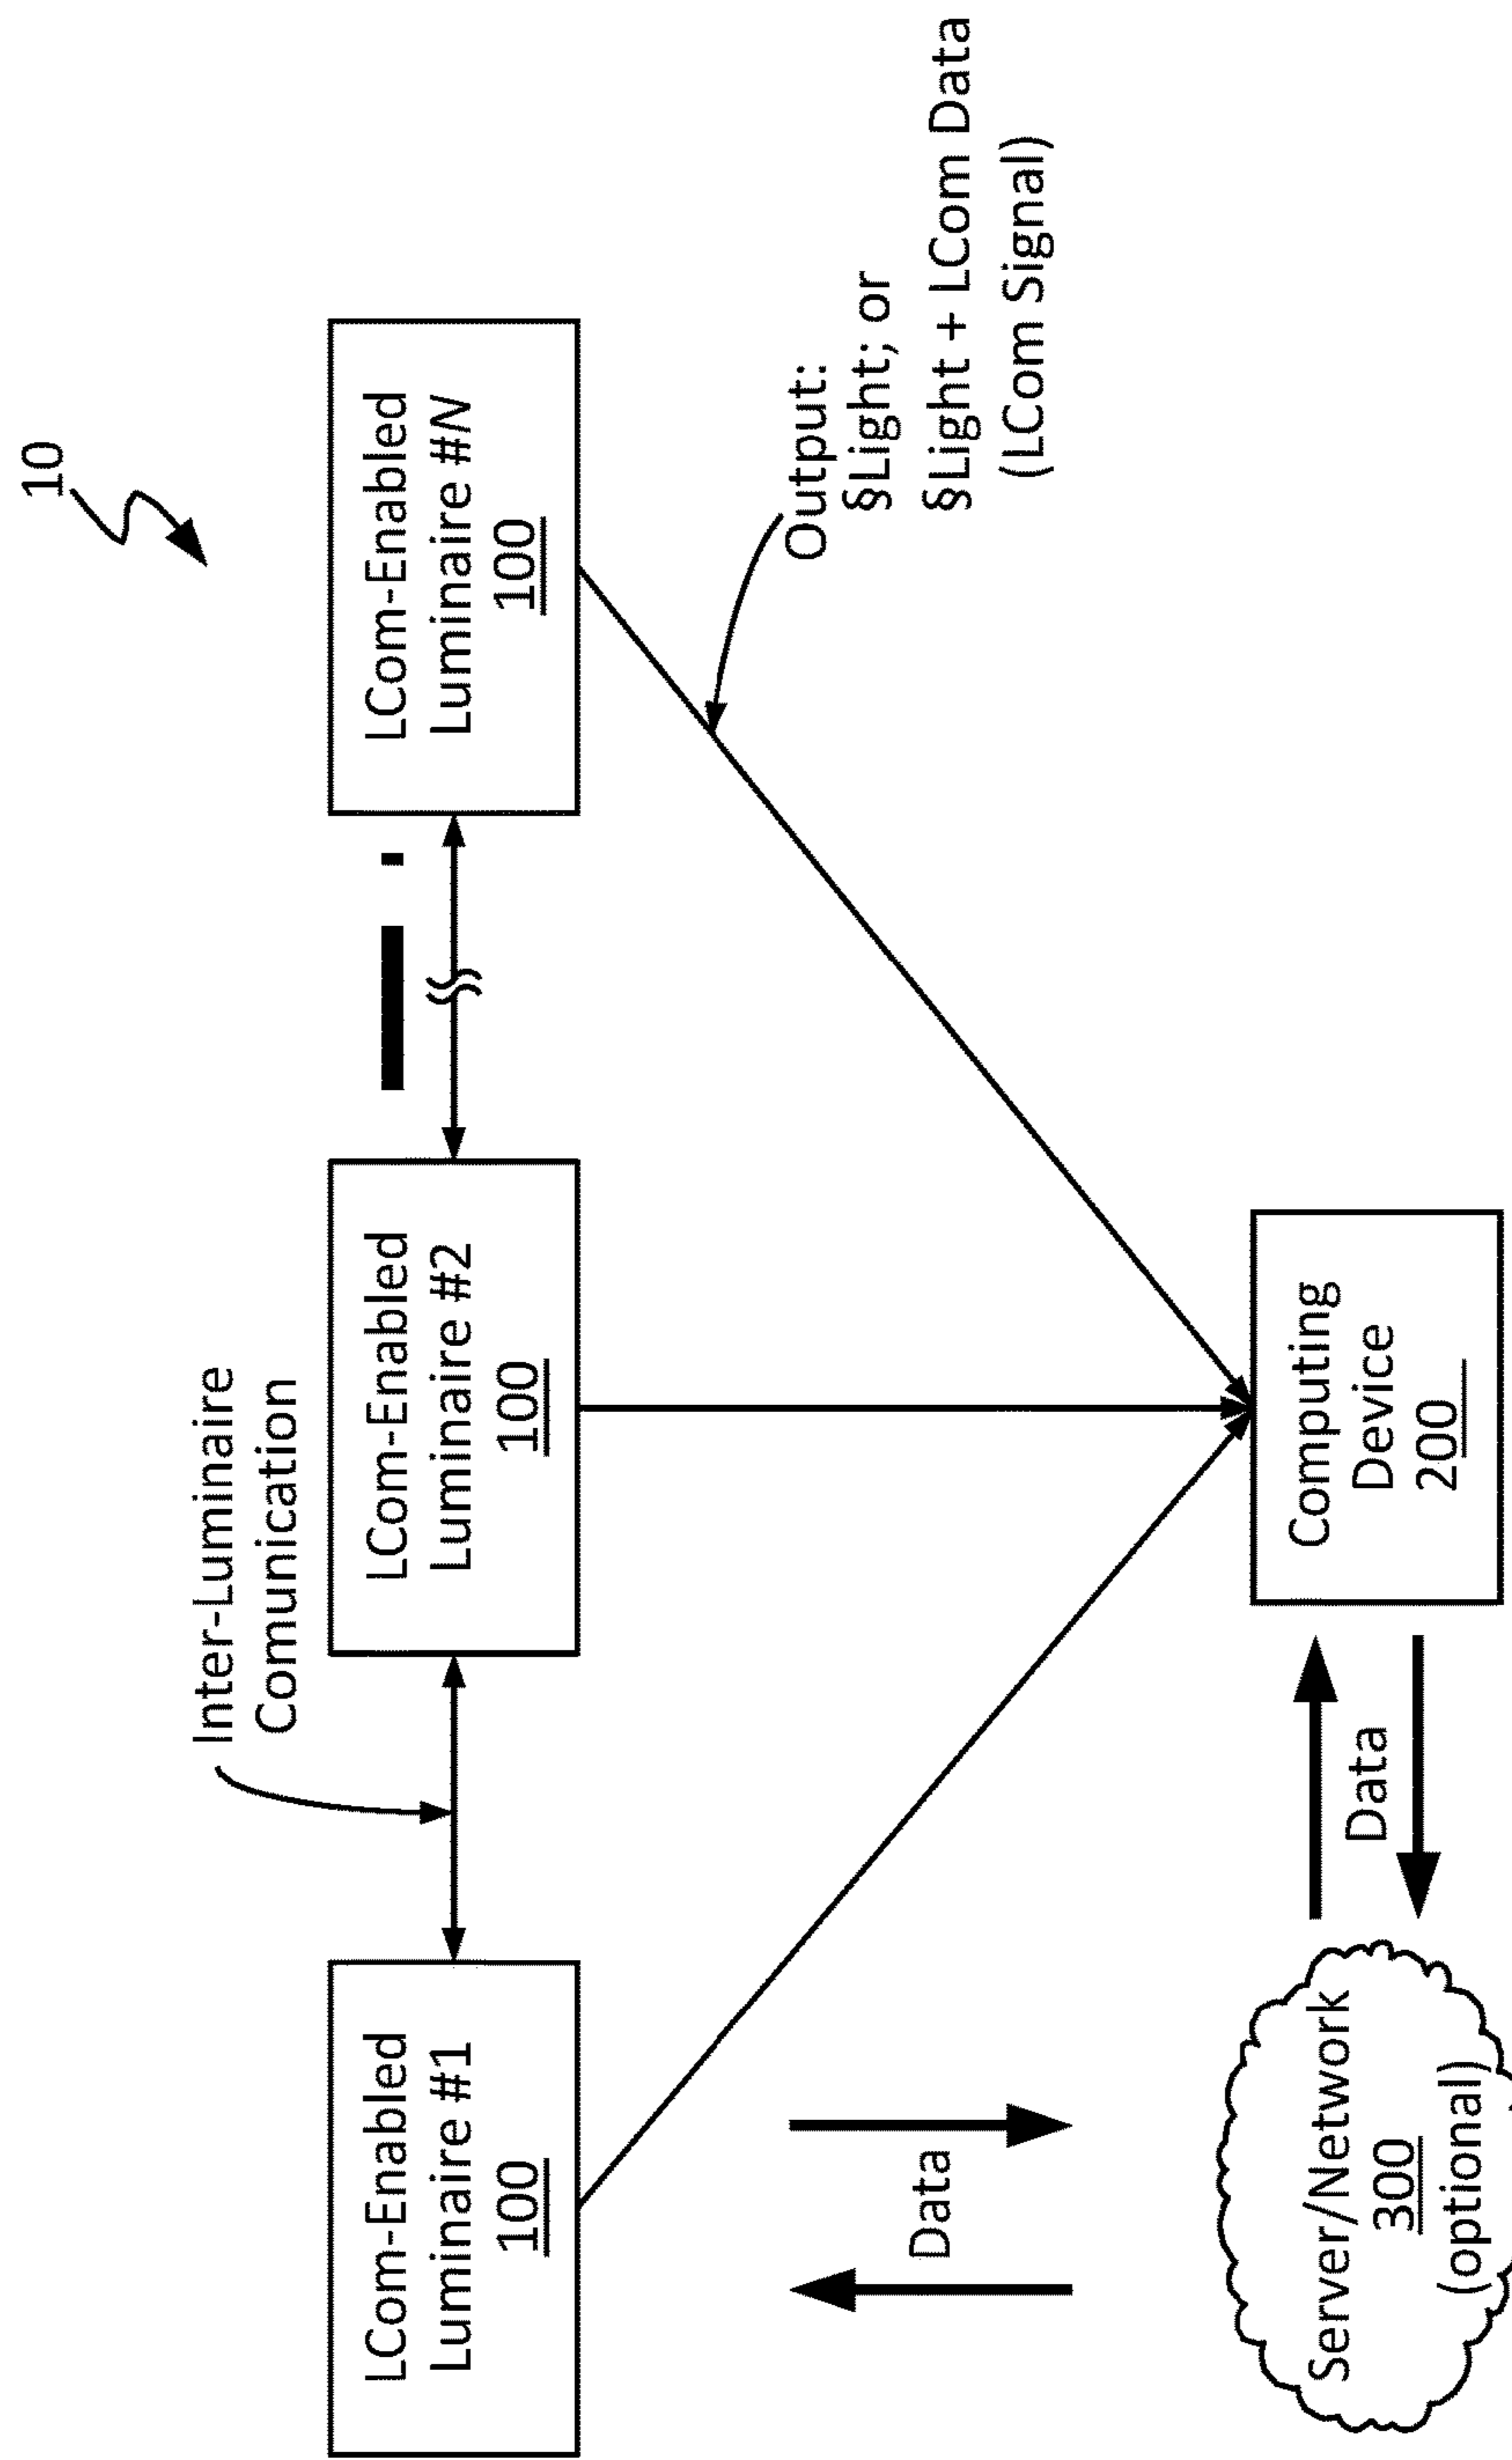 10
Inter-Luminaire
Comunication
LCom-Enabled
Luminaire #1
100
LCom-Enabled
Luminaire #2
100
LCom-Enabled
Luminaire #N
100
Output:
§Light; or
§Light + LCom Data
(LCom Signal)
Data
Server/Network
300
(optional)
Data
Computing
Device
200